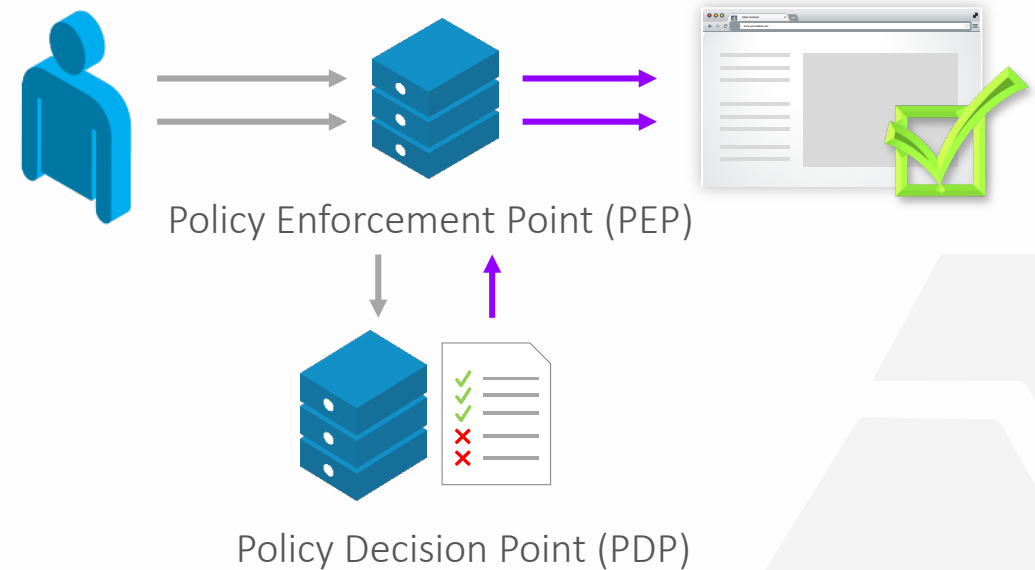 Policy Enforcement Point (PEP)
Policy Decision Point (PDP)